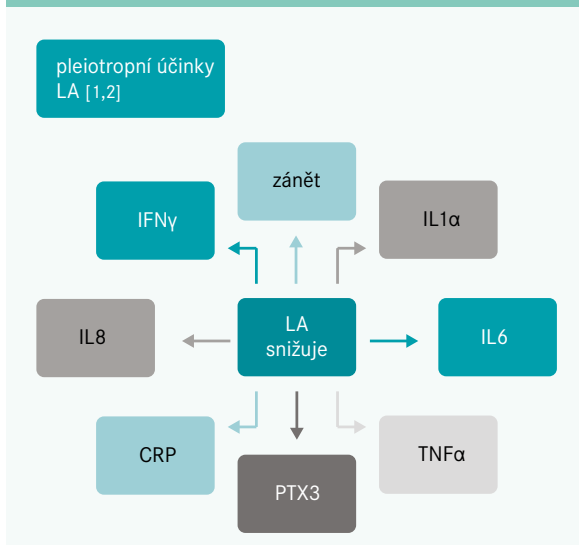 pleiotropní účinky
LA [1,2]
zánět
IFNγ
IL1α
IL8
LA
snižuje
IL6
CRP
TNFα
PTX3